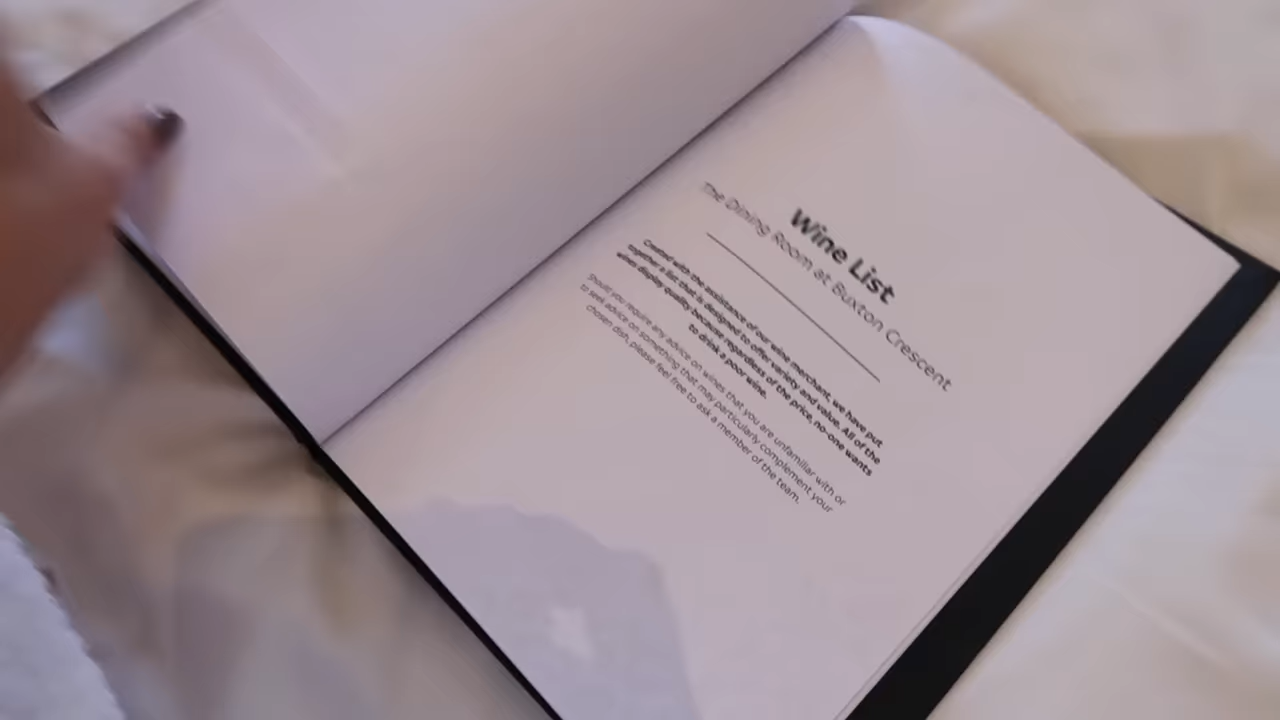 Wine List
The Dining Room at Buxton Crescent
Created with the assistance of our wine merchant, we have put
together a list that is designed to offer variety and value. All of the
wines display quality because regardless of the price, no-one wants
to drink a poor wine.
Should you require any advice on wines that you are unfamiliar with or
to seek advice on something that may particularly complement your
chosen dish, please feel free to ask a member of the team.